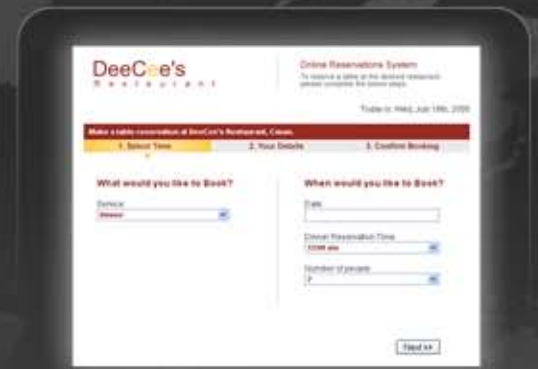 DeeCee's
Restaurant
Online Reservations System
To reserve a table at the desired restaurant
please complete the below steps.
Today is: Wed, July 19th,
Make a table reservation at DeeCee's Restaurant,
1. Select Time
2. Your Details
3. Confirm Booking
What would you like to Book?
Service
Dinner
When would you like to Book?
Date
Dinner Reservation Time
Number of people
2
Next >>